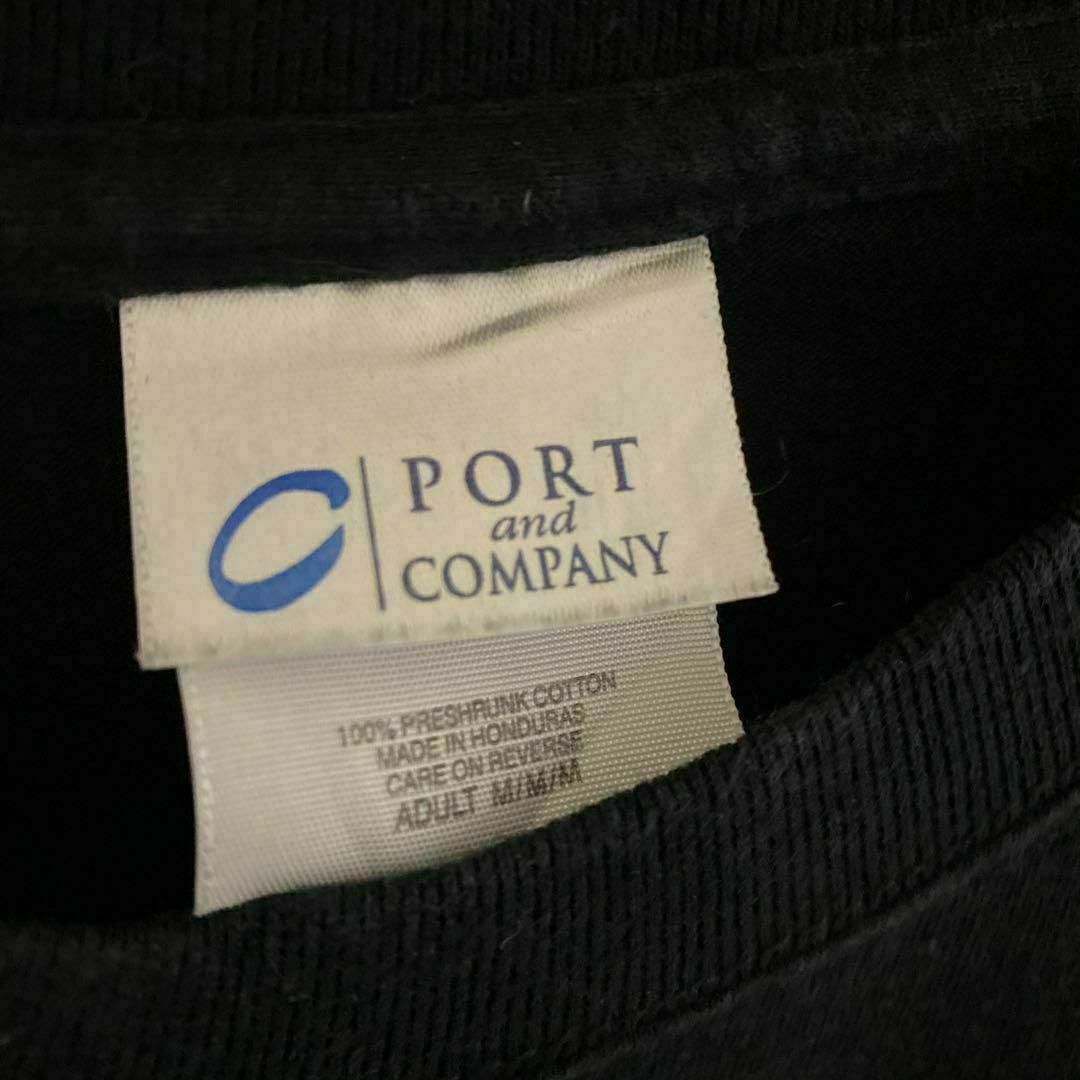 PORT
and
COMPANY
100% PRESHRUNK COTTON
MADE IN HONDURAS
CARE ON REVERSE
ADULT M/M/M